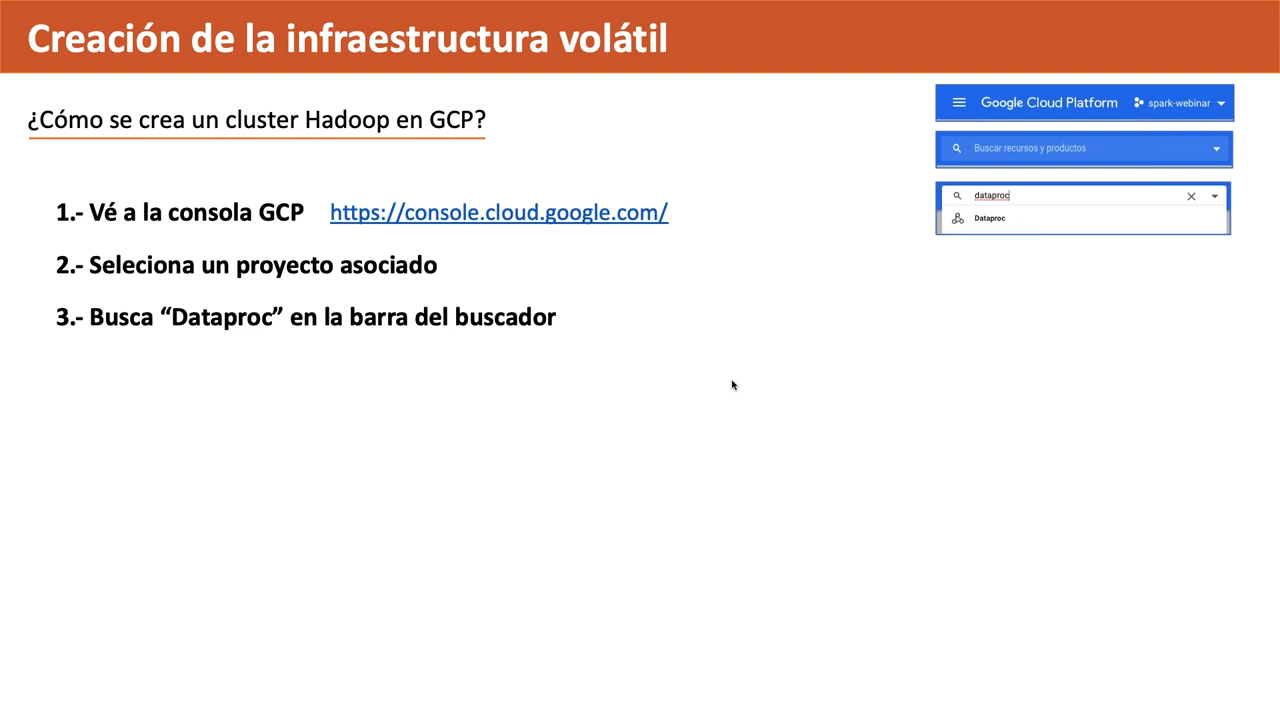 Creación de la infraestructura volátil
¿Cómo se crea un cluster Hadoop en GCP?
1.- Vé a la consola GCP https://console.cloud.google.com/
2.- Seleciona un proyecto asociado
3.- Busca “Dataproc” en la barra del buscador
Google Cloud Platform spark-webinar
Buscar recursos y productos
dataproc
Dataproc